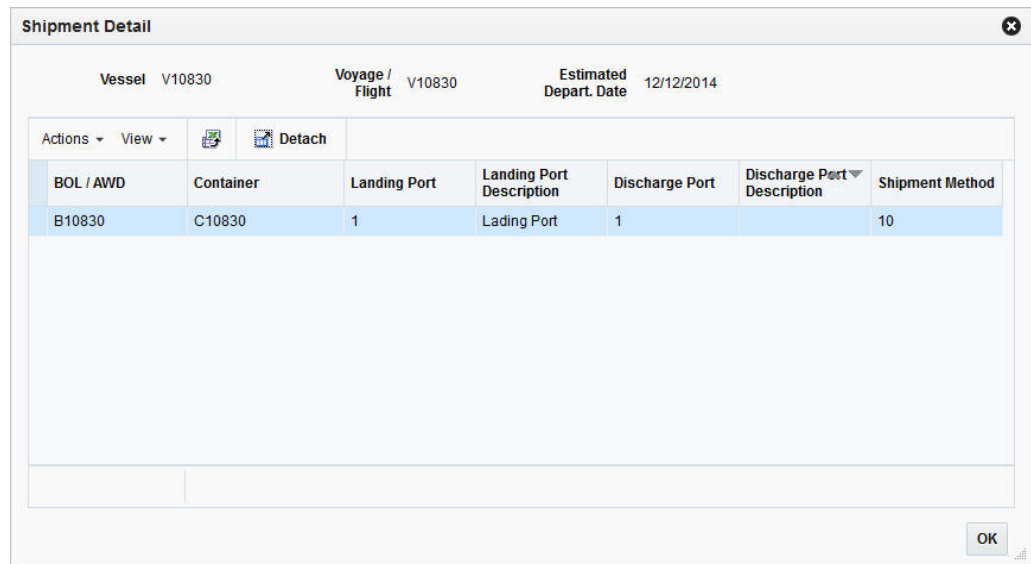 Shipment Detail
Vessel V10830 Voyage / Flight V10830 Estimated Depart. Date 12/12/2014
Actions View Detach
BOL / AWD Container Landing Port Landing Port Description Discharge Port Discharge Port Description Shipment Method
B10830 C10830 1 Lading Port 1 10
OK